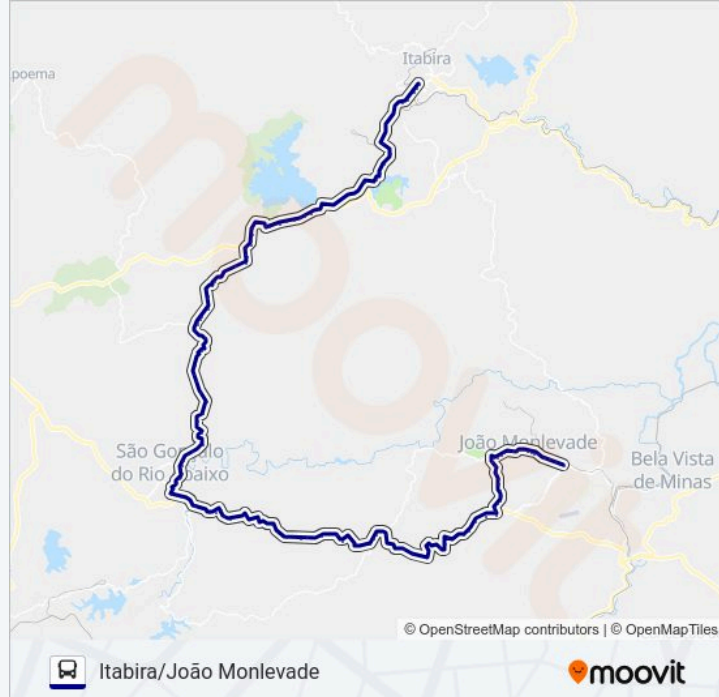 Itabira
poema
São Gonçalo
do Rio Abaixo
João Monlevade
Bela Vista
de Minas
moovit
© OpenStreetMap contributors | © OpenMapTiles
Itabira/João Monlevade
moovit